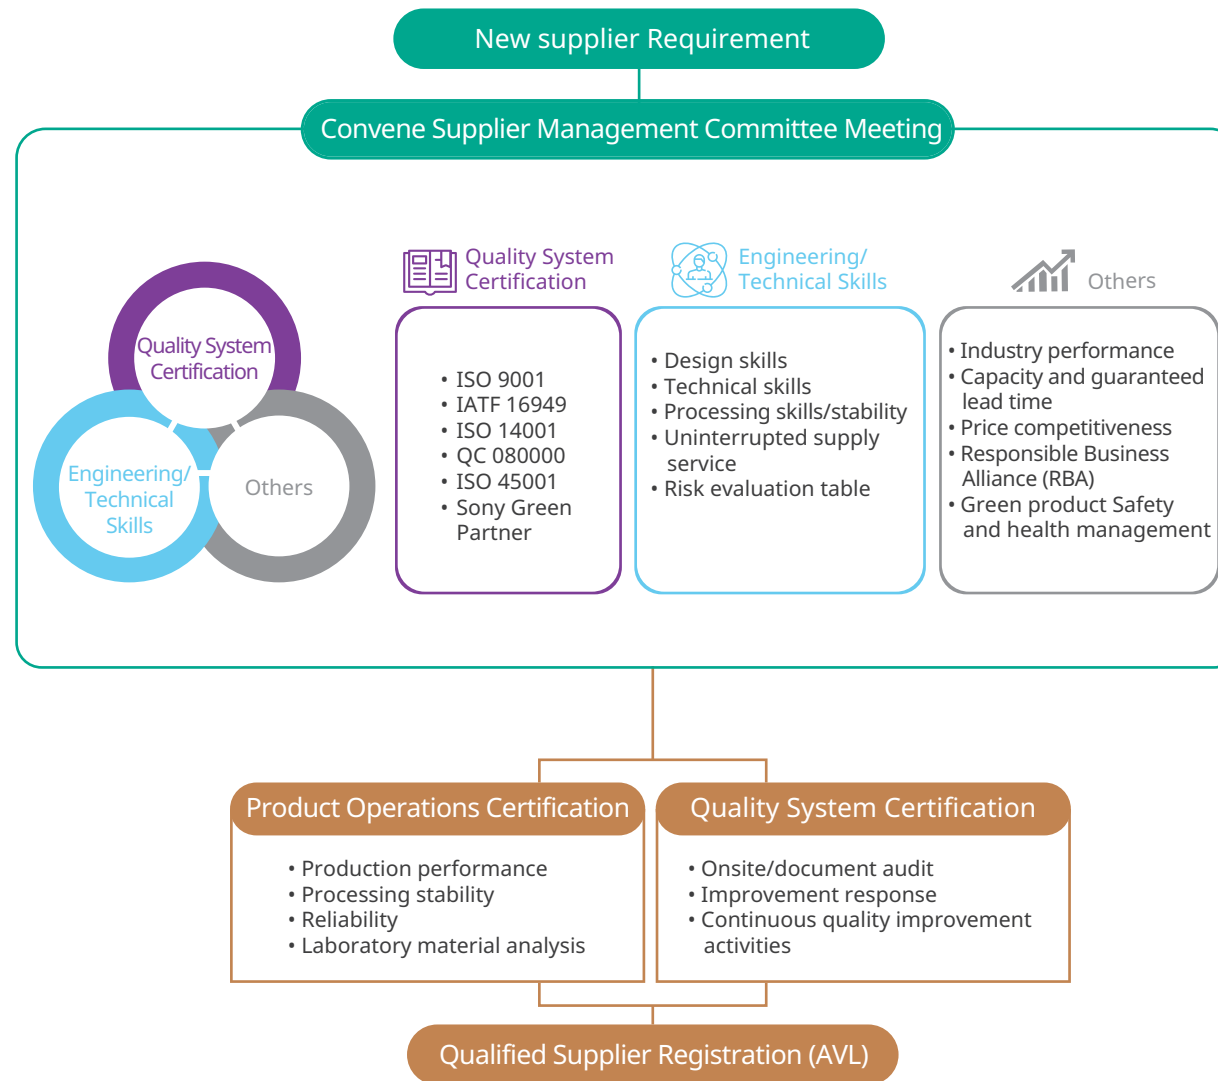 New supplier Requirement
Convene Supplier Management Committee Meeting
Quality System
Certification
Engineering/
Technical
Skills
Others
Quality System
Certification
• ISO 9001
• IATF 16949
• ISO 14001
• QC 080000
• ISO 45001
• Sony Green
Partner
Engineering/
Technical Skills
• Design skills
• Technical skills
• Processing skills/stability
• Uninterrupted supply
service
• Risk evaluation table
Others
• Industry performance
• Capacity and guaranteed
lead time
• Price competitiveness
• Responsible Business
Alliance (RBA)
• Green product Safety
and health management
Product Operations Certification
• Production performance
• Processing stability
• Reliability
• Laboratory material analysis
Quality System Certification
• Onsite/document audit
• Improvement response
• Continuous quality improvement
activities
Qualified Supplier Registration (AVL)